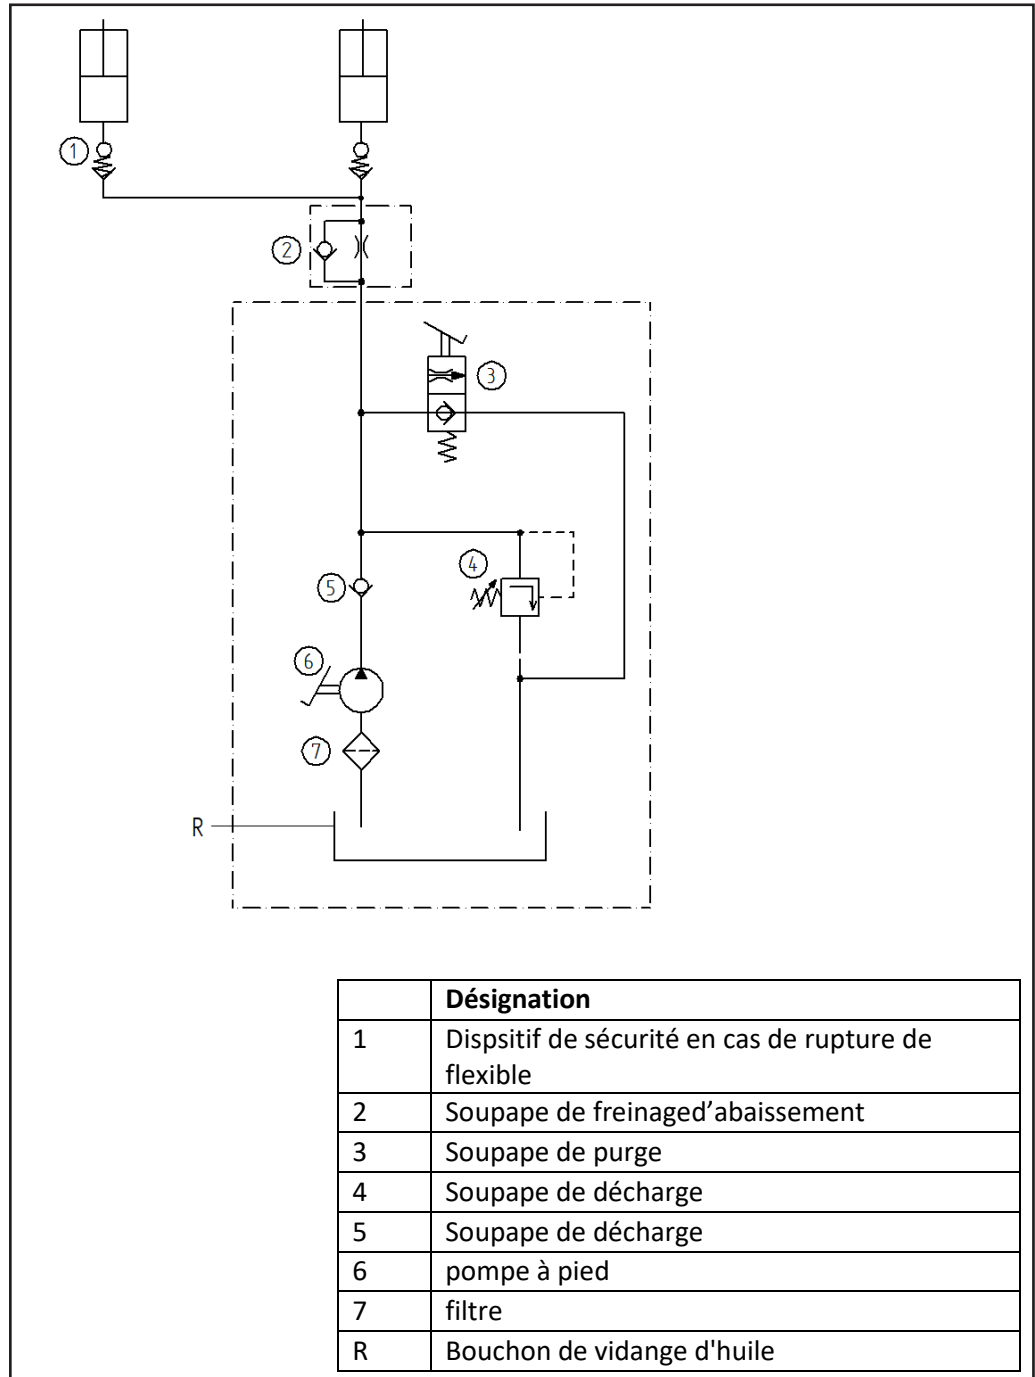 1
2
3
4
5
6
7
R
Désignation
1 Dispsitif de sécurité en cas de rupture de
flexible
2 Soupape de freinaged’abaissement
3 Soupape de purge
4 Soupape de décharge
5 Soupape de décharge
6 pompe à pied
7 filtre
R Bouchon de vidange d'huile